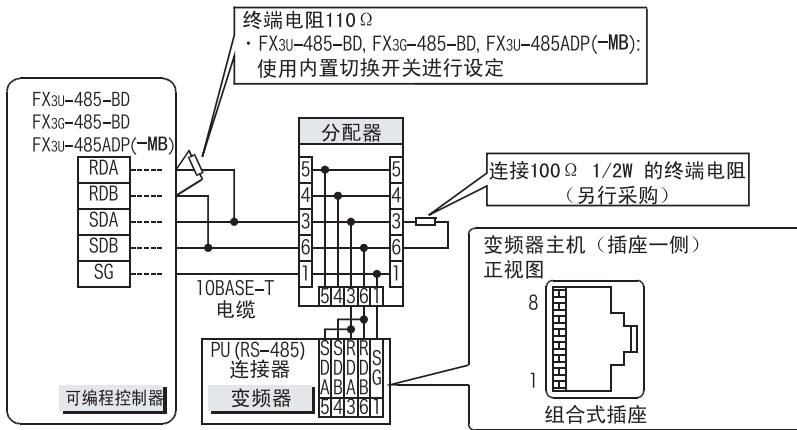 终端电阻110Ω
· FX3U-485-BD, FX3G-485-BD, FX3U-485ADP(-MB):
使用内置切换开关进行设定
FX3U-485-BD
FX3G-485-BD
FX3U-485ADP(-MB)
RDA
RDB
SDA
SDB
SG
可编程控制器
10BASE-T
电缆
分配器
5 5
4 4
3 3
6 6
1 1
5 4 3 6 1
连接100Ω 1/2W 的终端电阻
（另行采购）
PU(RS-485)
连接器
变频器
SDA SDB RDA RDB SG
5 4 3 6 1
变频器主机（插座一侧）
正视图
8
1
组合式插座